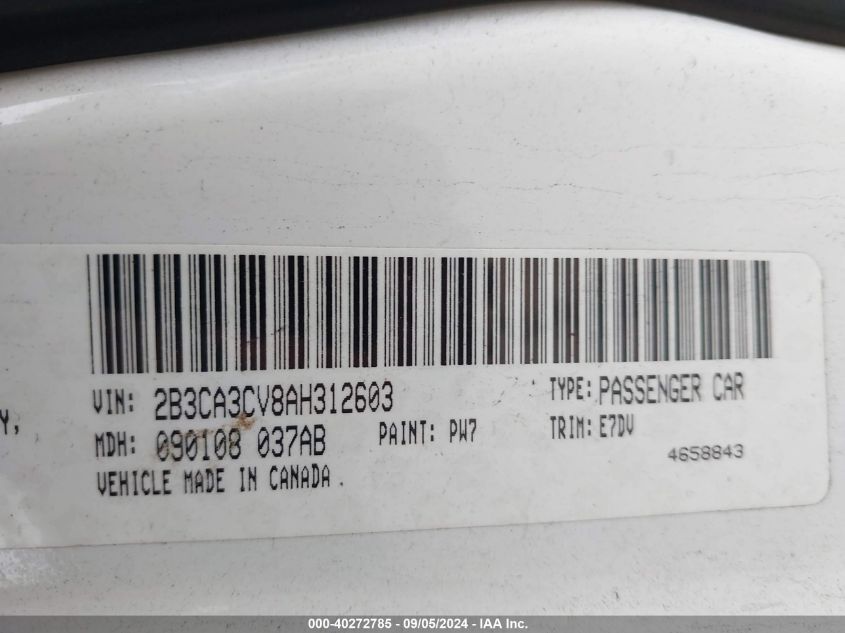 VIN: 2B3CA3CV8AH312603 TYPE: PASSENGER CAR
Y, MDH: 090108 037AB PAINT: PW7 TRIM: E7DV
VEHICLE MADE IN CANADA. 4658843
000-40272785 - 09/05/2024 - IAA Inc.